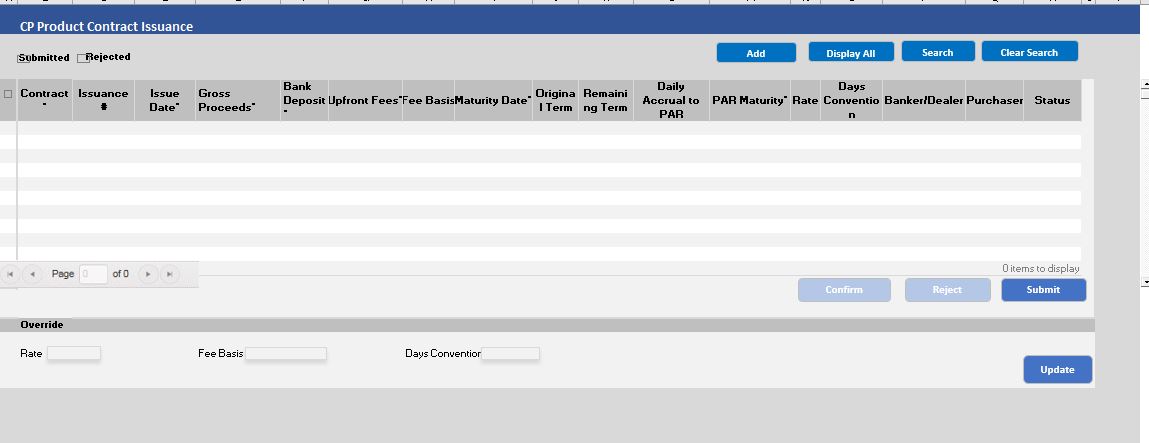 CP Product Contract Issuance
Submitted Rejected
Add Display All Search Clear Search
Contract* Issuance # Issue Date* Gross Proceeds* Bank Deposit* Upfront Fees* Fee Basis Maturity Date* Original Term Remaining Term Daily Accrual to PAR PAR Maturity* Rate Days Convention Banker/Dealer Purchaser Status
0 items to display
Page 0 of 0
Confirm Reject Submit
Override
Rate Fee Basis Days Convention
Update